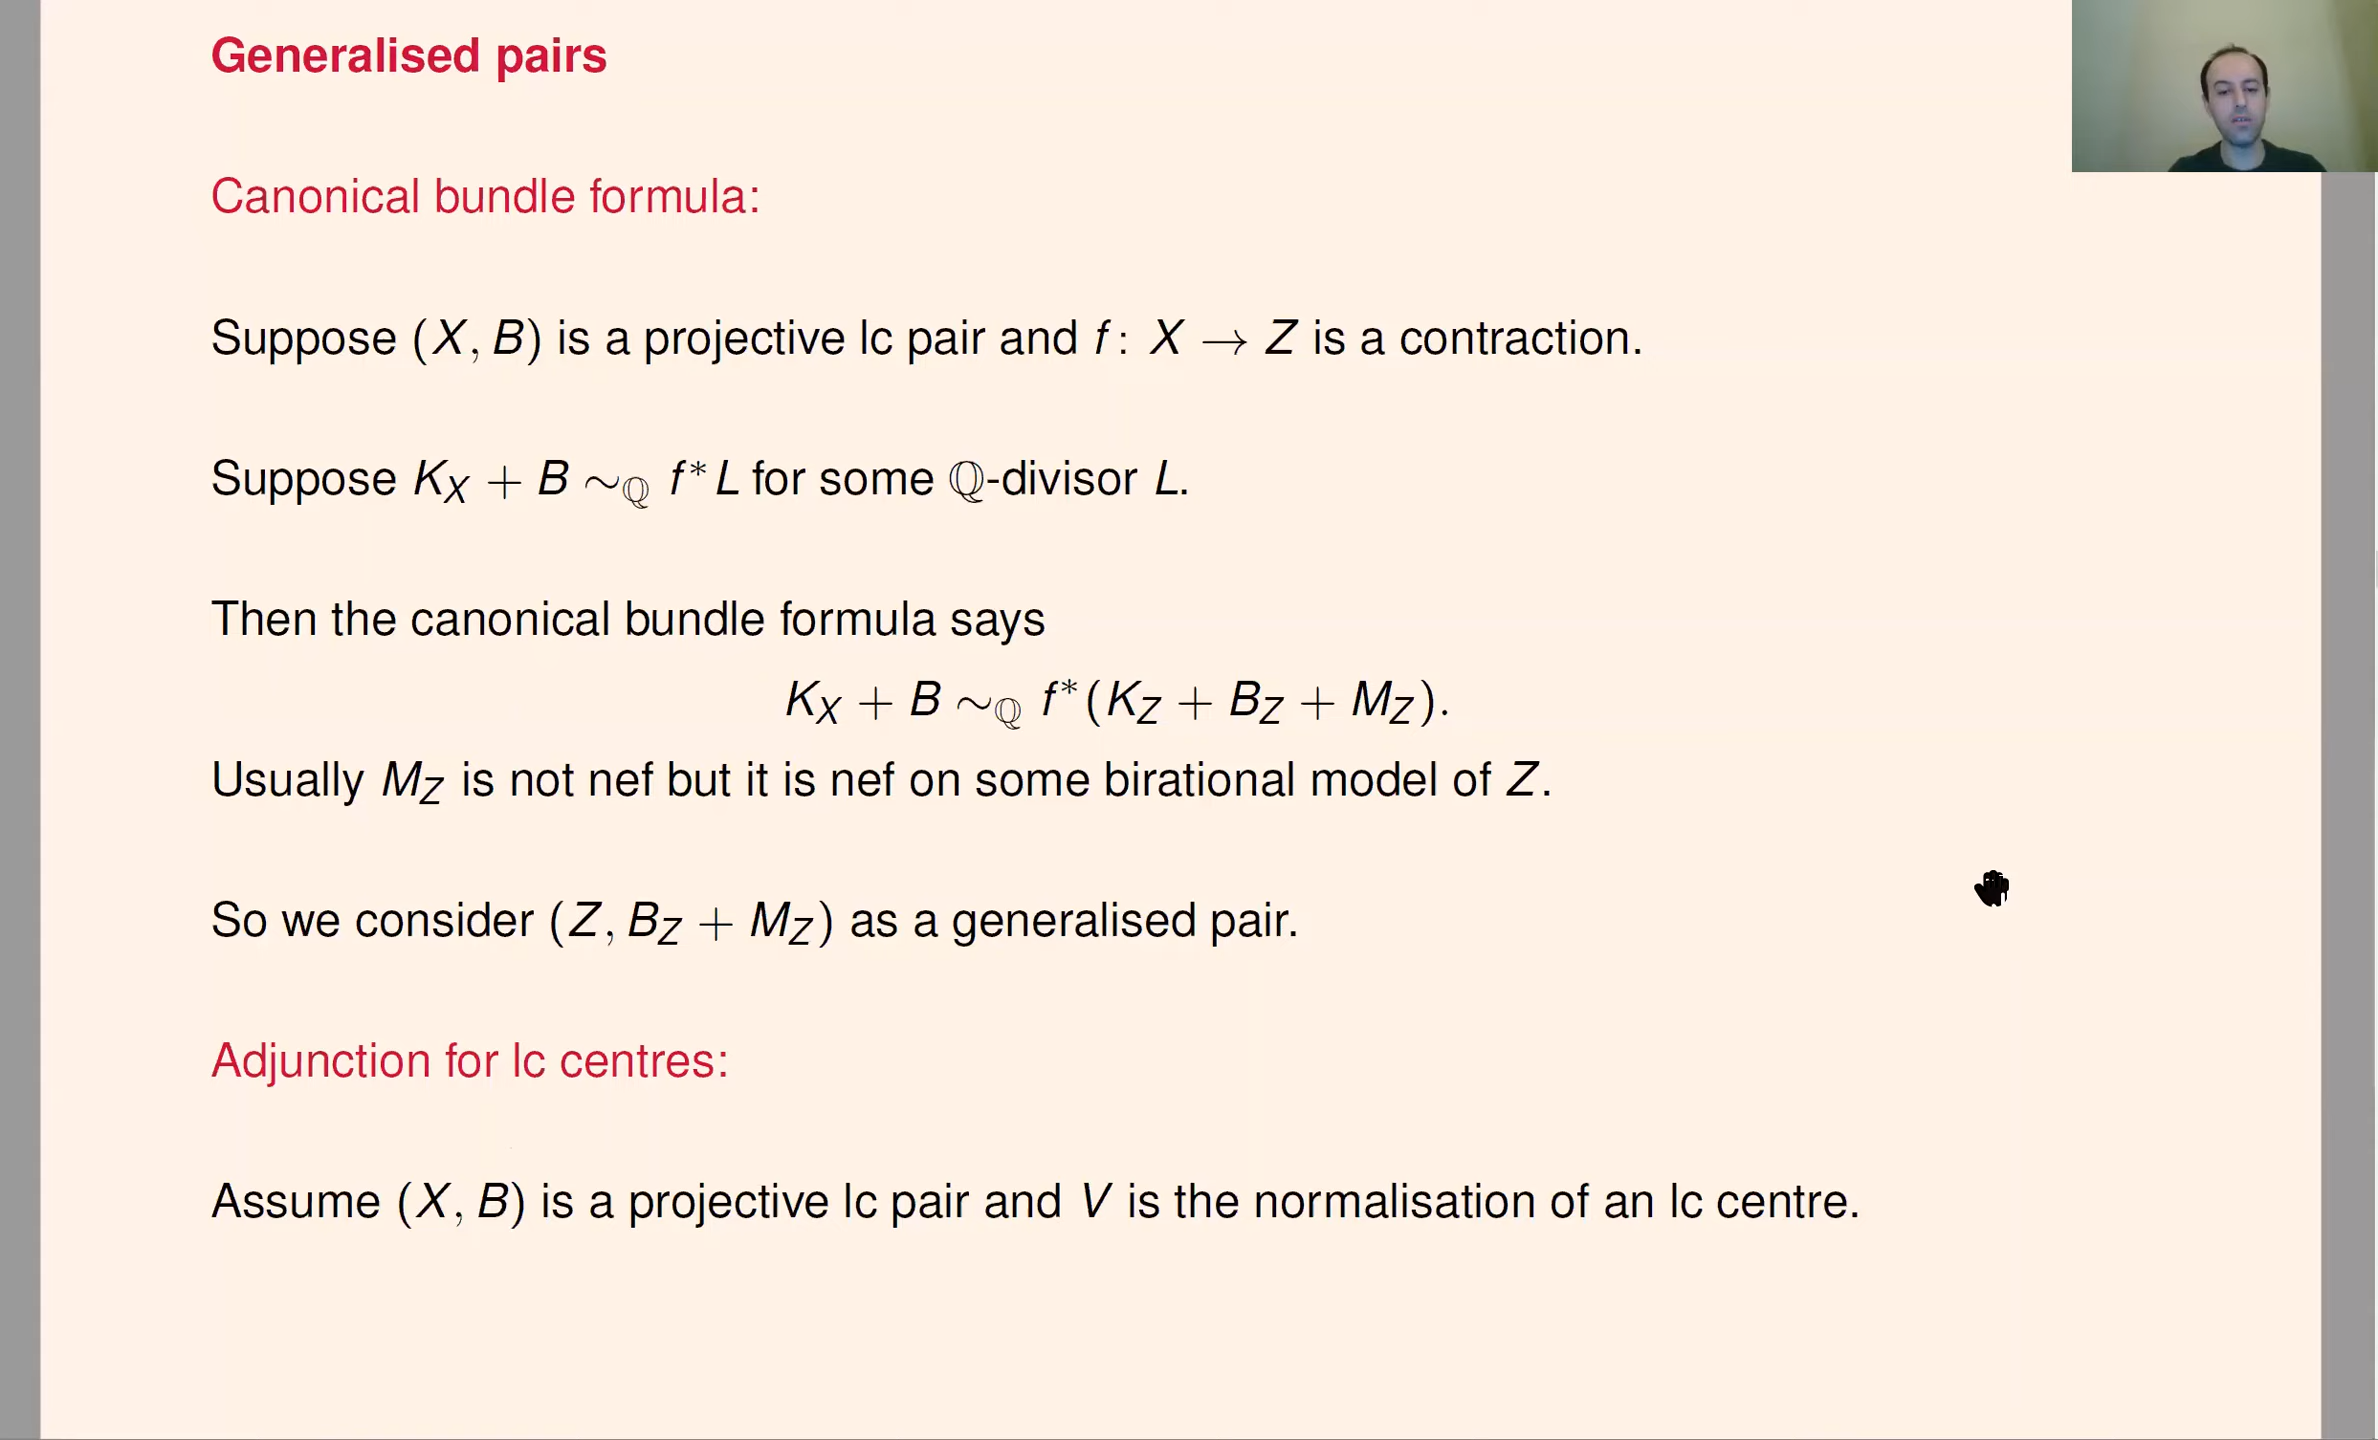 Generalised pairs
Canonical bundle formula:
Suppose (X, B) is a projective lc pair and f : X → Z is a contraction.
Suppose K_X + B ∼_ℚ f*L for some ℚ-divisor L.
Then the canonical bundle formula says
K_X + B ∼_ℚ f*(K_Z + B_Z + M_Z).
Usually M_Z is not nef but it is nef on some birational model of Z.
So we consider (Z, B_Z + M_Z) as a generalised pair.
Adjunction for lc centres:
Assume (X, B) is a projective lc pair and V is the normalisation of an lc centre.